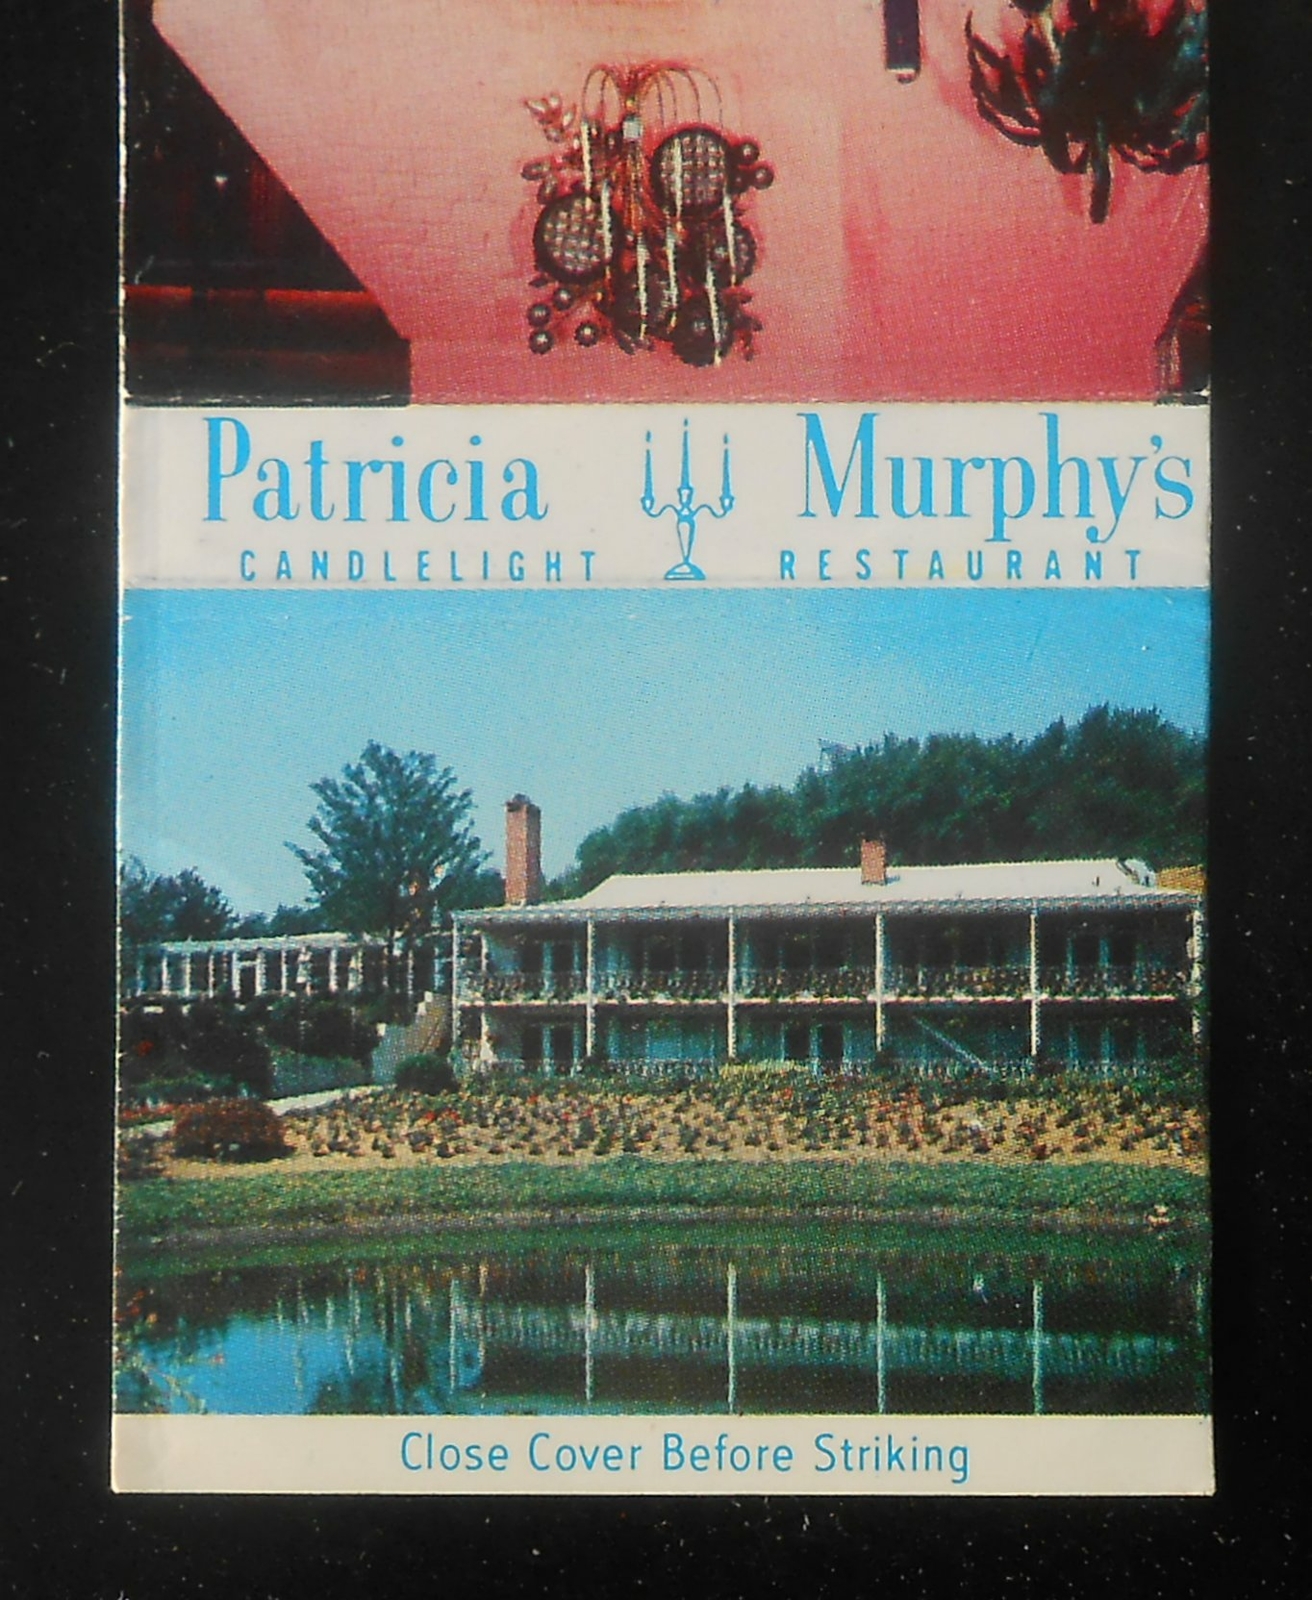 Patricia Murphy's
CANDLELIGHT RESTAURANT
Close Cover Before Striking